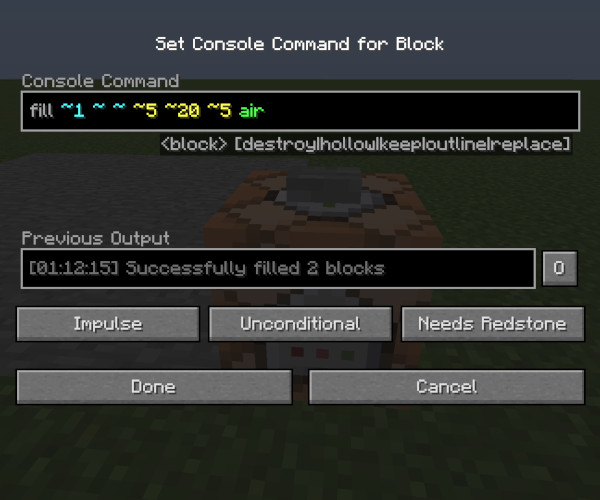 Set Console Command for Block
Console Command
fill ~1 ~ ~ ~5 ~20 ~5 air
<block> [destroy|hollow|keep|outline|replace]
Previous Output
[01:12:15] Successfully filled 2 blocks
O
Impulse
Unconditional
Needs Redstone
Done
Cancel